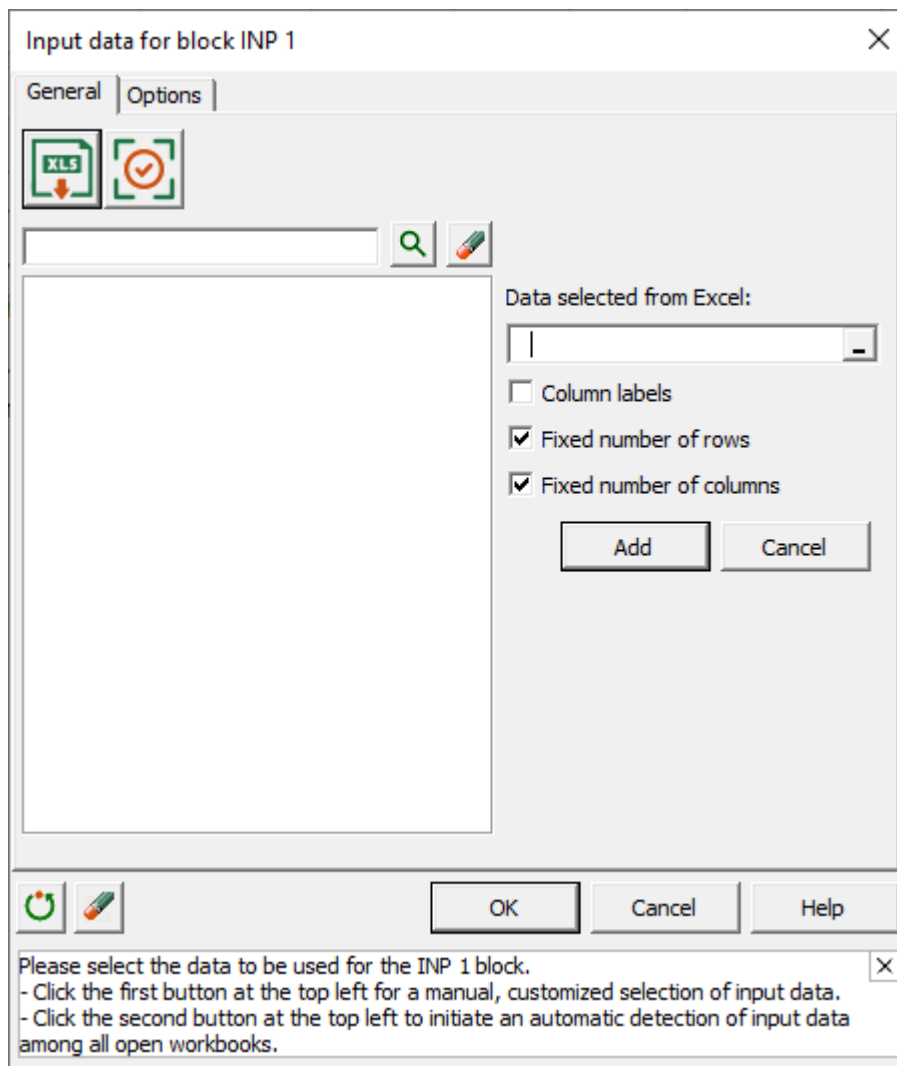 Input data for block INP 1
General
Options
XLS
Data selected from Excel:
Column labels
Fixed number of rows
Fixed number of columns
Add
Cancel
OK
Cancel
Help
Please select the data to be used for the INP 1 block.
- Click the first button at the top left for a manual, customized selection of input data.
- Click the second button at the top left to initiate an automatic detection of input data
among all open workbooks.